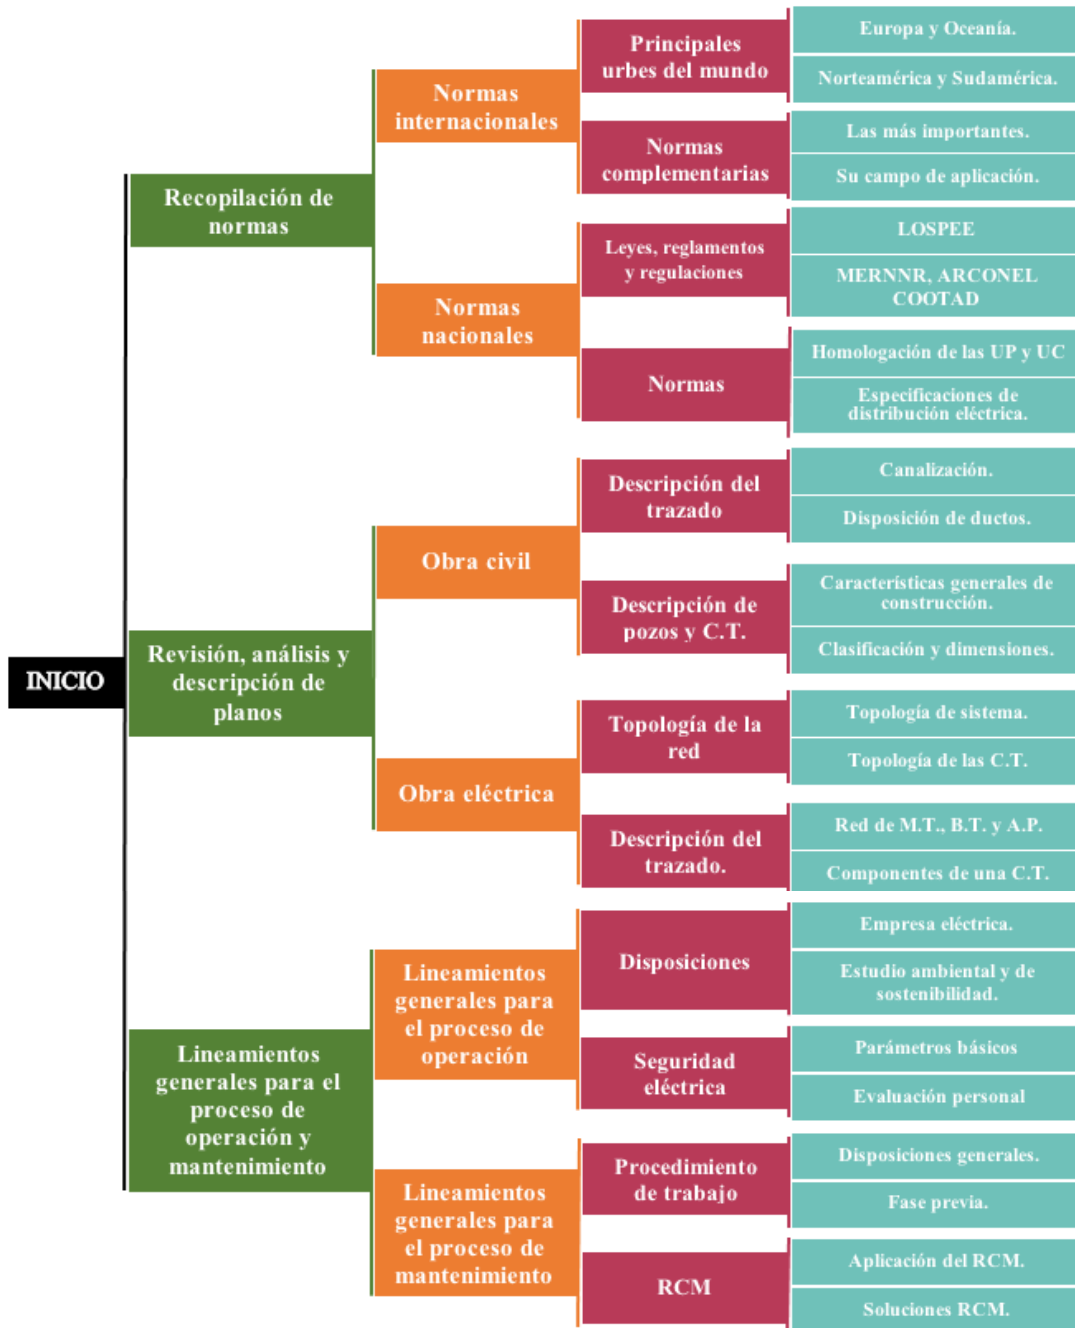 INICIO
Recopilación de
normas
Normas
internacionales
Principales
urbes del mundo
Europa y Oceanía.
Norteamérica y Sudamérica.
Normas
complementarias
Las más importantes.
Su campo de aplicación.
Normas
nacionales
Leyes, reglamentos
y regulaciones
LOSPEE
MERNNR, ARCONEL
COOTAD
Normas
Homologación de las UP y UC
Especificaciones de
distribución eléctrica.
Revisión, análisis y
descripción de
planos
Obra civil
Descripción del
trazado
Canalización.
Disposición de ductos.
Descripción de
pozos y C.T.
Características generales de
construcción.
Clasificación y dimensiones.
Obra eléctrica
Topología de la
red
Topología de sistema.
Topología de las C.T.
Descripción del
trazado.
Red de M.T., B.T. y A.P.
Componentes de una C.T.
Lineamientos
generales para el
proceso de
operación y
mantenimiento
Lineamientos
generales para
el proceso de
operación
Disposiciones
Empresa eléctrica.
Estudio ambiental y de
sostenibilidad.
Seguridad
eléctrica
Parámetros básicos
Evaluación personal
Lineamientos
generales para
el proceso de
mantenimiento
Procedimiento
de trabajo
Disposiciones generales.
Fase previa.
RCM
Aplicación del RCM.
Soluciones RCM.